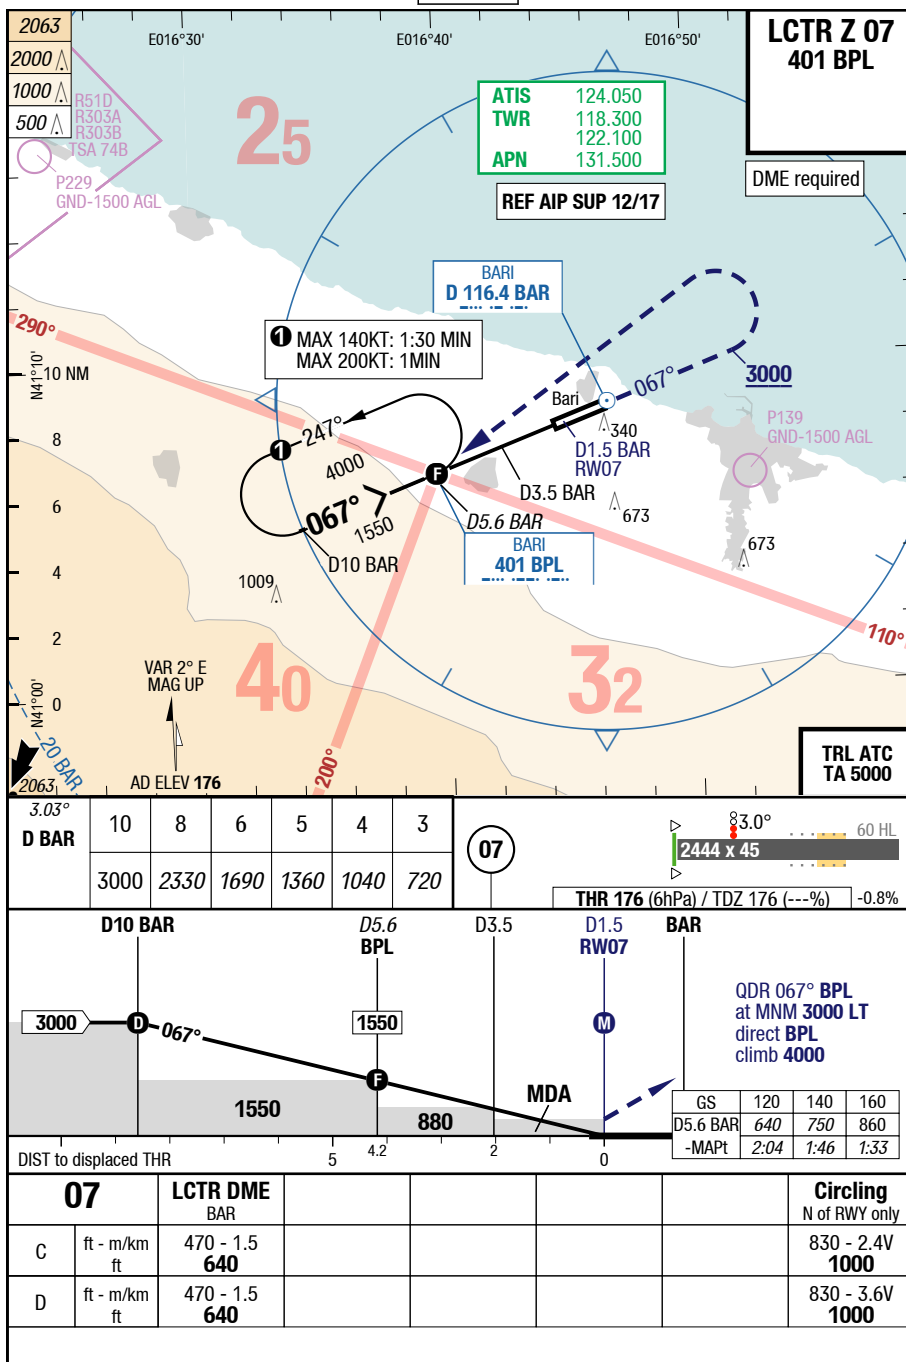 2063
2000
1000
500
E016°30'
E016°40'
E016°50'
LCTR Z 07
401 BPL
R51D
R303A
R303B
TSA 74B
P229
GND-1500 AGL
25
ATIS 124.050
TWR 118.300
122.100
APN 131.500
REF AIP SUP 12/17
DME required
BARI
D 116.4 BAR
290°
1 MAX 140KT: 1:30 MIN
MAX 200KT: 1MIN
N41°10'
10 NM
8
6
4
2
0
N41°00'
3000
067°
Bari
340
D1.5 BAR
RW07
P139
GND-1500 AGL
247°
1
4000
F
D3.5 BAR
067°
1550
D5.6 BAR
673
D10 BAR
BARI
401 BPL
673
1009
110°
VAR 2° E
MAG UP
40
32
20 BAR
200°
2063
AD ELEV 176
TRL ATC
TA 5000
3.03°
D BAR 10 8 6 5 4 3
3000 2330 1690 1360 1040 720
07
3.0°
60 HL
2444 x 45
THR 176 (6hPa) / TDZ 176 (---%) -0.8%
D10 BAR D5.6 D3.5 D1.5 BAR
BPL RW07
QDR 067° BPL
at MNM 3000 LT
direct BPL
climb 4000
3000 D 067° 1550 M
F
1550
880
MDA
GS 120 140 160
D5.6 BAR 640 750 860
-MAPt 2:04 1:46 1:33
DIST to displaced THR 5 4.2 2 0
07 LCTR DME Circling
BAR N of RWY only
C ft - m/km 470 - 1.5 830 - 2.4V
ft 640 1000
D ft - m/km 470 - 1.5 830 - 3.6V
ft 640 1000